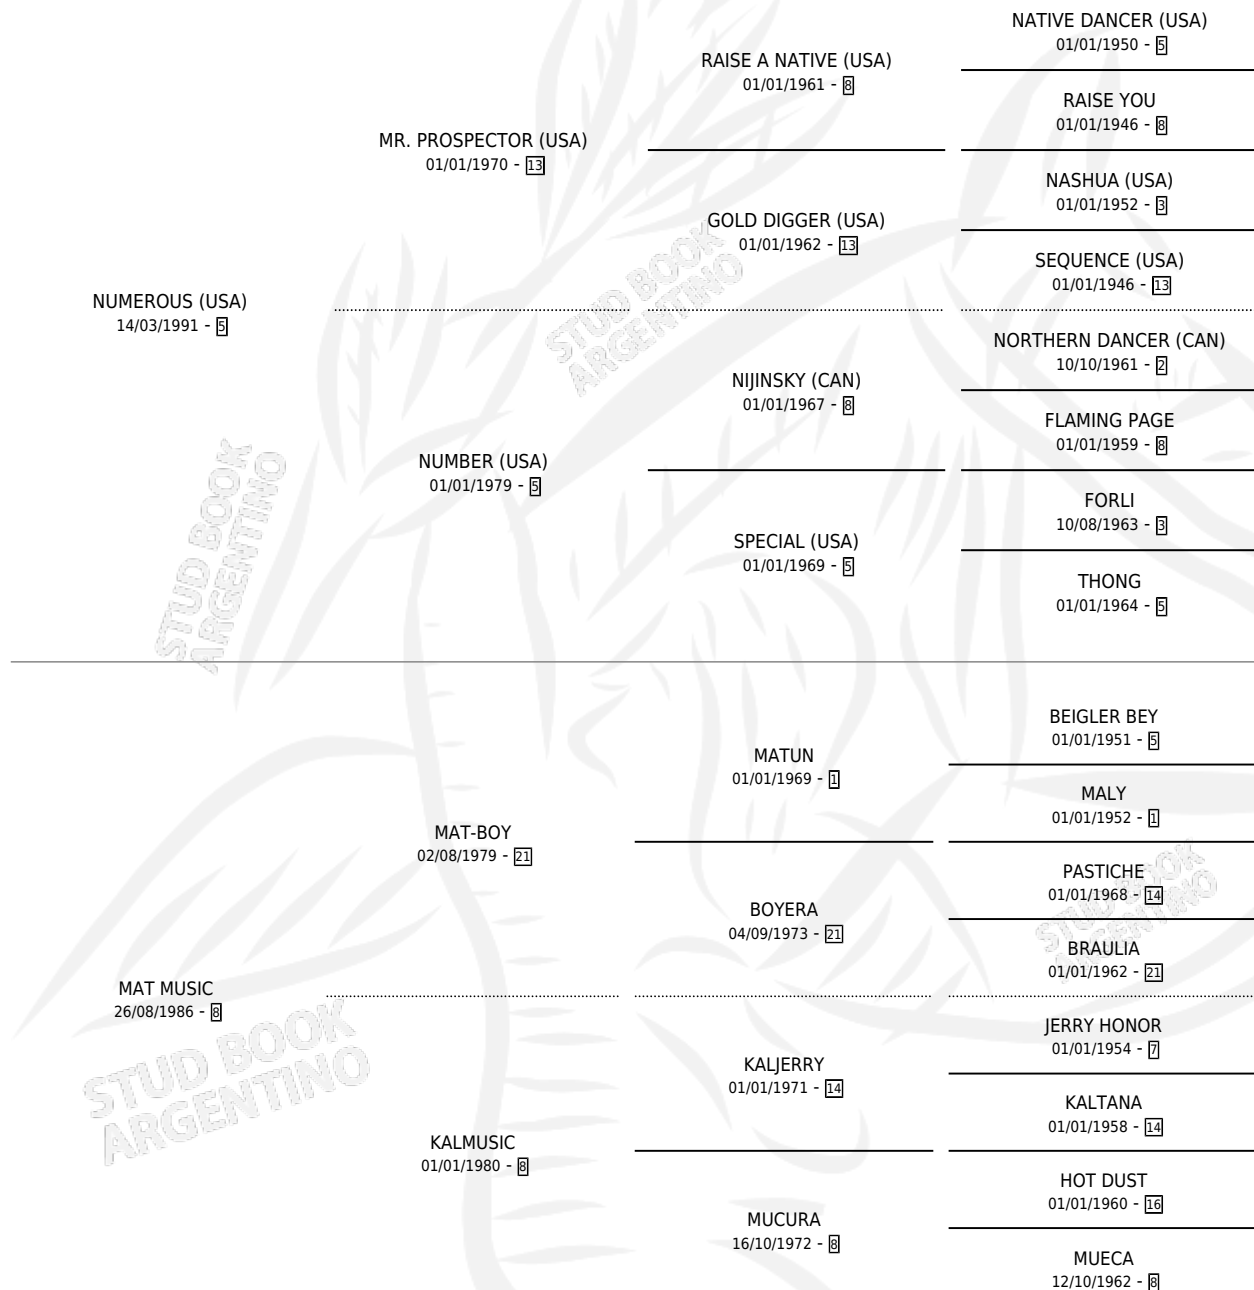 NATIVE DANCER (USA)
01/01/1950 - 5
RAISE A NATIVE (USA)
01/01/1961 - 8
RAISE YOU
01/01/1946 - 8
MR. PROSPECTOR (USA)
01/01/1970 - 13
NASHUA (USA)
01/01/1952 - 3
GOLD DIGGER (USA)
01/01/1962 - 13
SEQUENCE (USA)
01/01/1946 - 13
NUMEROUS (USA)
14/03/1991 - 5
NORTHERN DANCER (CAN)
10/10/1961 - 2
NIJINSKY (CAN)
01/01/1967 - 8
FLAMING PAGE
01/01/1959 - 8
NUMBER (USA)
01/01/1979 - 5
FORLI
10/08/1963 - 3
SPECIAL (USA)
01/01/1969 - 5
THONG
01/01/1964 - 5
BEIGLER BEY
01/01/1951 - 5
MATUN
01/01/1969 - 1
MALY
01/01/1952 - 1
MAT-BOY
02/08/1979 - 21
PASTICHE
01/01/1968 - 14
BOYERA
04/09/1973 - 21
BRAULIA
01/01/1962 - 21
MAT MUSIC
26/08/1986 - 8
JERRY HONOR
01/01/1954 - 7
KALJERRY
01/01/1971 - 14
KALTANA
01/01/1958 - 14
KALMUSIC
01/01/1980 - 8
HOT DUST
01/01/1960 - 16
MUCURA
16/10/1972 - 8
MUECA
12/10/1962 - 8
STUD BOOK
ARGENTINO
STUD BOOK
ARGENTINO
STUD BOOK
ARGENTINO
STUD BOOK
ARGENTINO